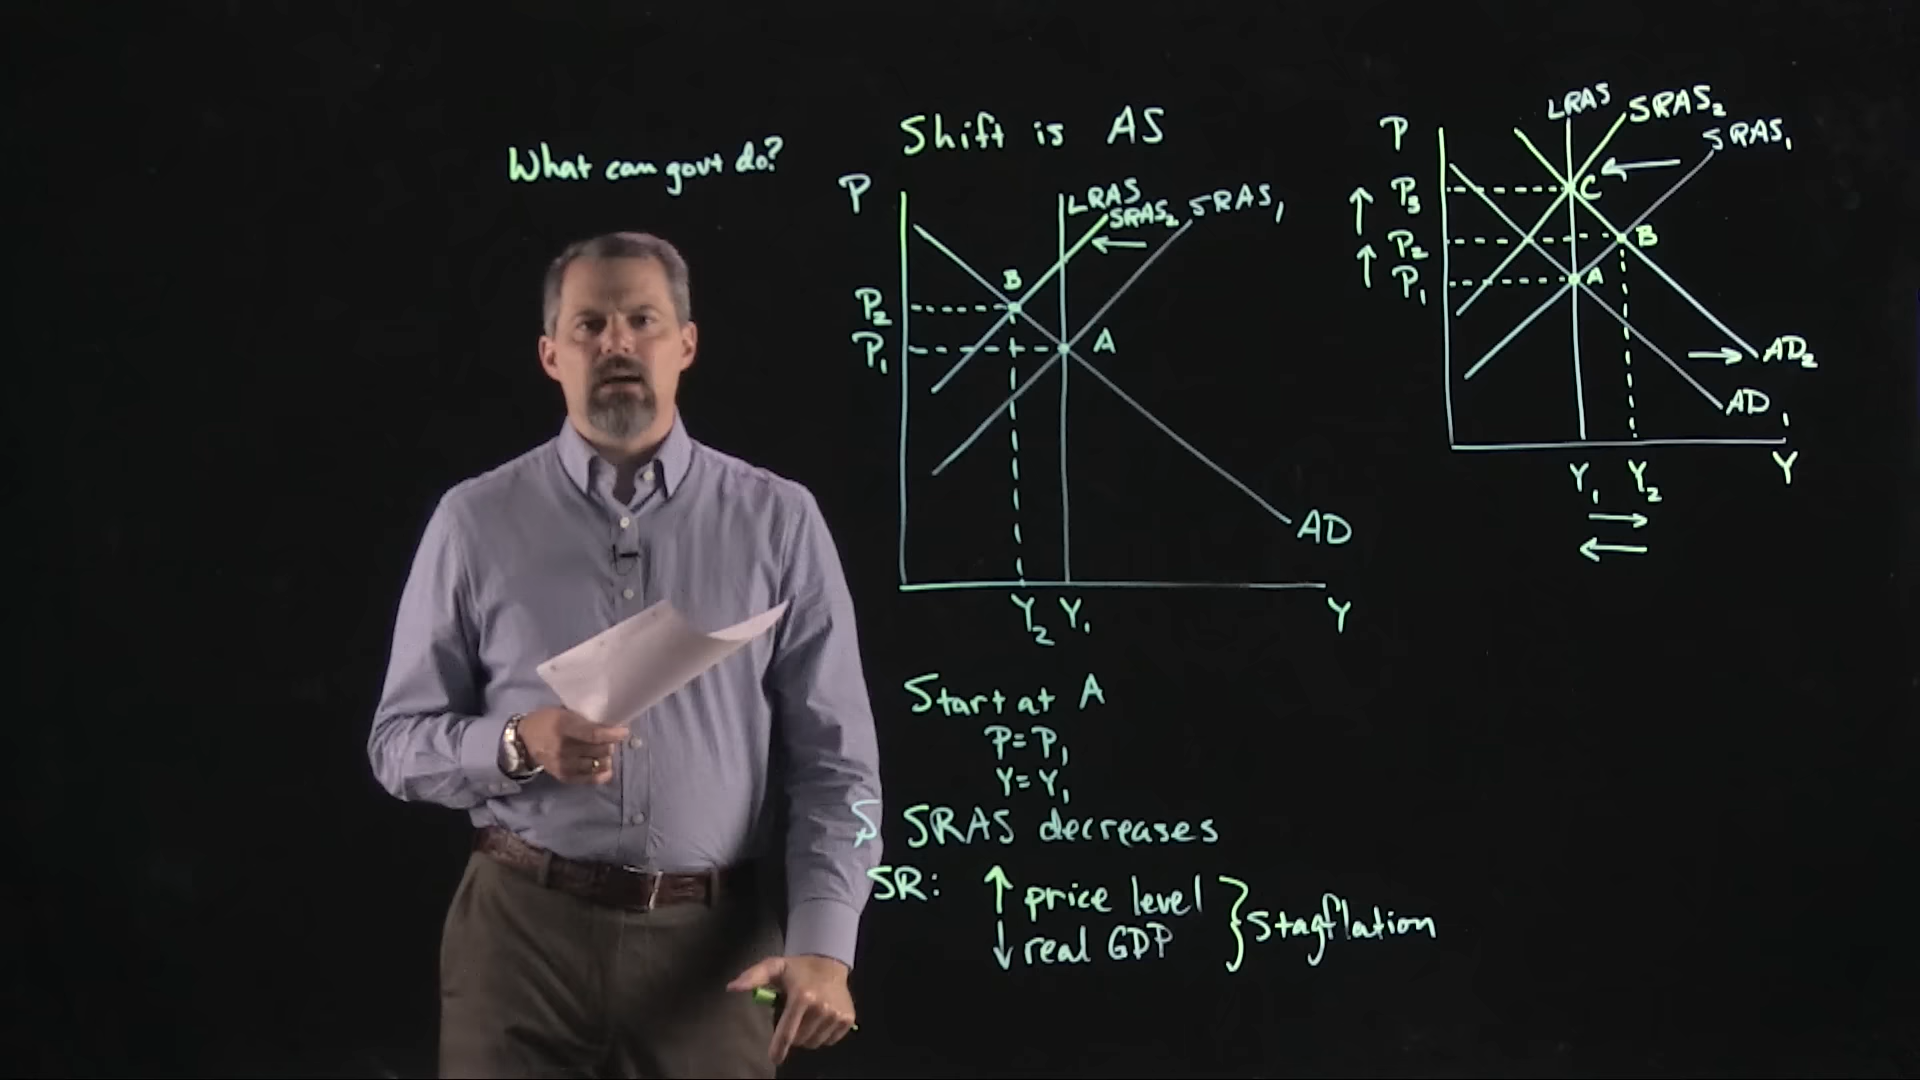 What can govt do?
Shift is AS
P
LRAS
SRAS2
SRAS1
B
P2
P1
A
AD
Y2 Y1
Y
Start at A
P=P1
Y=Y1
S SRAS decreases
SR: ↑ price level
↓ real GDP
} Stagflation
P
LRAS
SRAS2
SRAS1
↑ P3
C
P2
B
↑ P1
A
AD2
AD1
Y1 Y2
Y
→
←